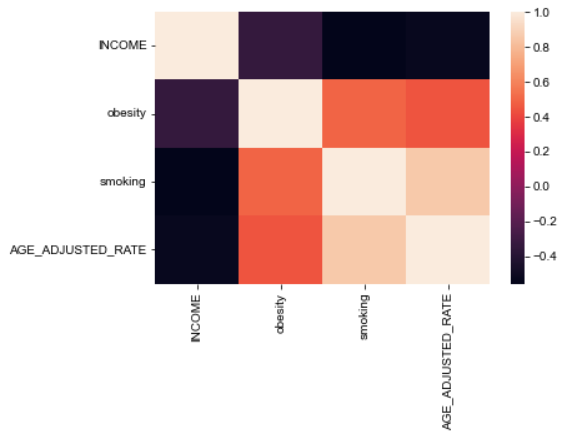 INCOME
obesity
smoking
AGE_ADJUSTED_RATE
INCOME
obesity
smoking
AGE_ADJUSTED_RATE
1.0
0.8
0.6
0.4
0.2
0.0
−0.2
−0.4